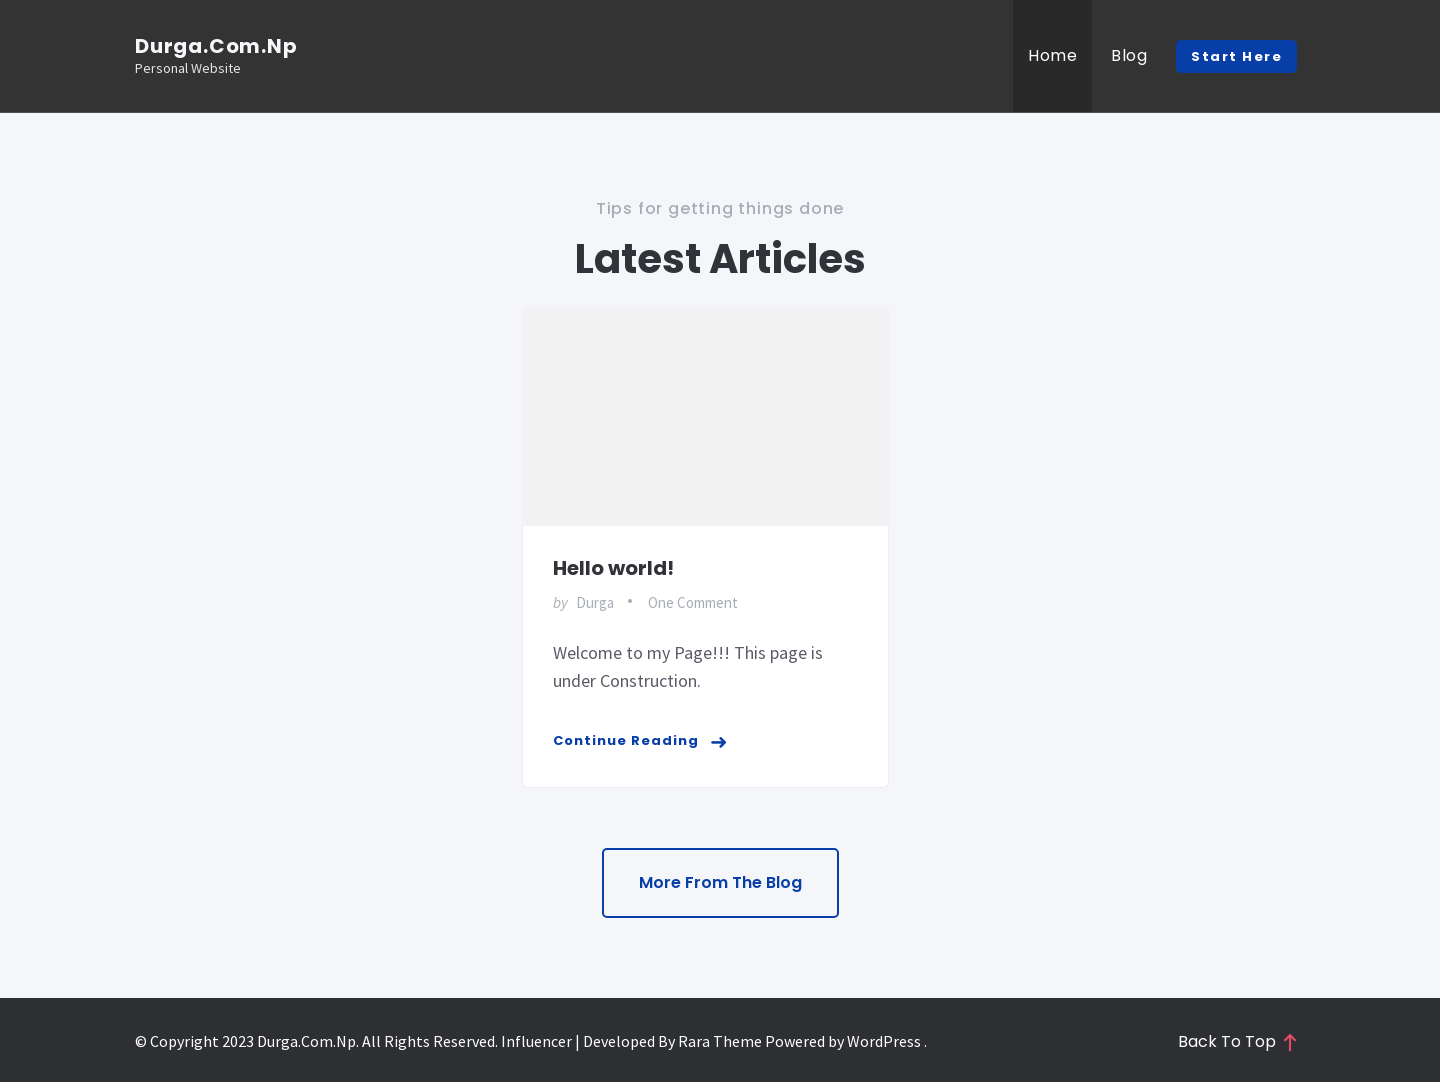 Durga.Com.Np
Personal Website
Home
Blog
Start Here
Tips for getting things done
Latest Articles
Hello world!
by Durga • One Comment
Welcome to my Page!!! This page is
under Construction.
Continue Reading
More From The Blog
© Copyright 2023 Durga.Com.Np. All Rights Reserved. Influencer | Developed By Rara Theme Powered by WordPress .
Back To Top